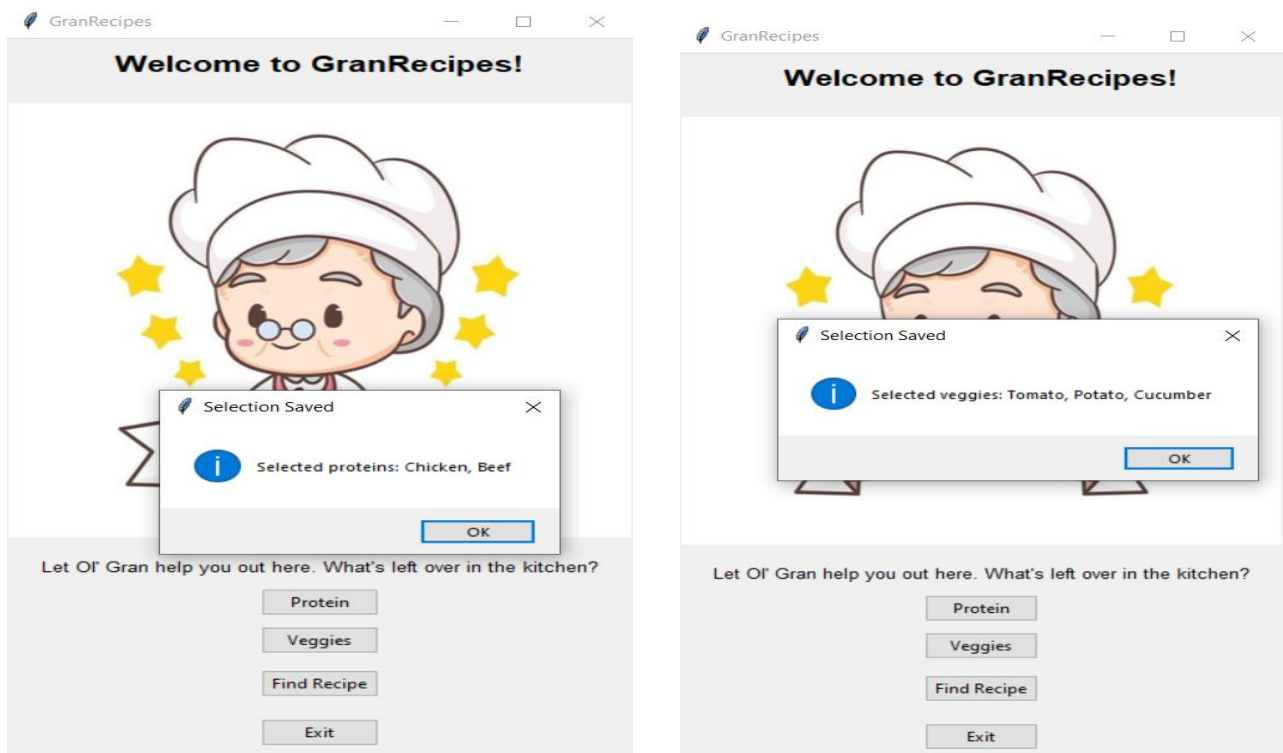 GranRecipes
Welcome to GranRecipes!
Selection Saved
i
Selected proteins: Chicken, Beef
OK
Let Ol' Gran help you out here. What's left over in the kitchen?
Protein
Veggies
Find Recipe
Exit
GranRecipes
Welcome to GranRecipes!
Selection Saved
i
Selected veggies: Tomato, Potato, Cucumber
OK
Let Ol' Gran help you out here. What's left over in the kitchen?
Protein
Veggies
Find Recipe
Exit